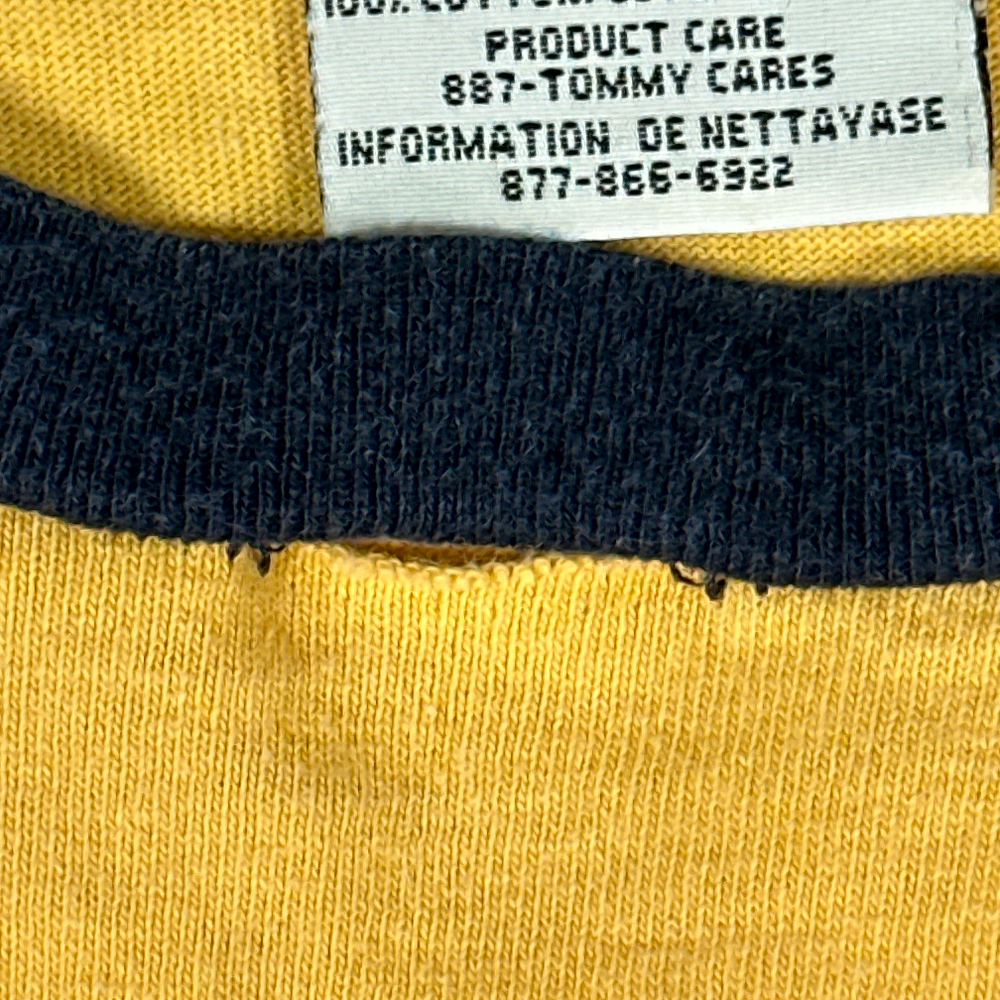 PRODUCT CARE
887-TOMMY CARES
INFORMATION DE NETTAYASE
877-866-6922